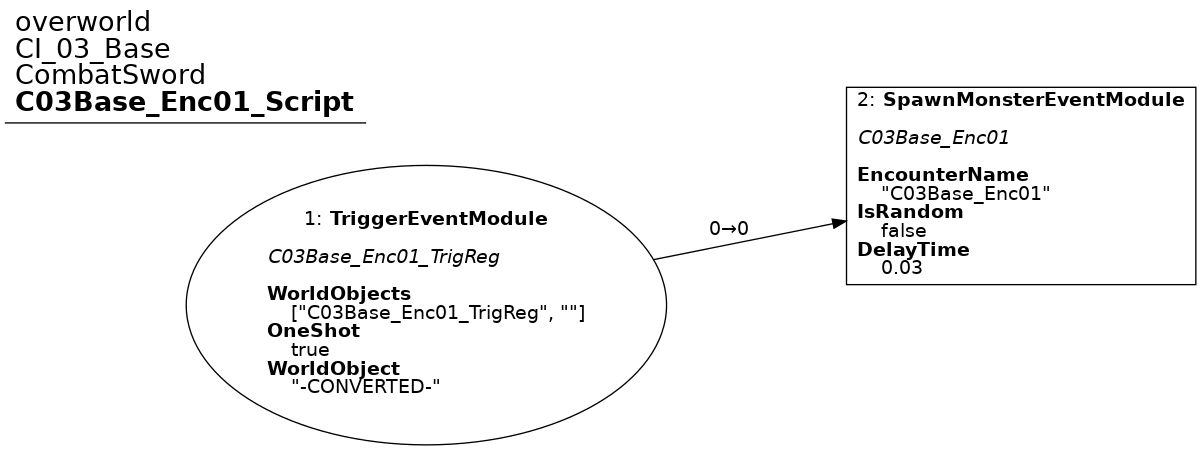 overworld
CI_03_Base
CombatSword
C03Base_Enc01_Script
1: TriggerEventModule
C03Base_Enc01_TrigReg
WorldObjects
["C03Base_Enc01_TrigReg", ""]
OneShot
true
WorldObject
"-CONVERTED-"
0→0
2: SpawnMonsterEventModule
C03Base_Enc01
EncounterName
"C03Base_Enc01"
IsRandom
false
DelayTime
0.03